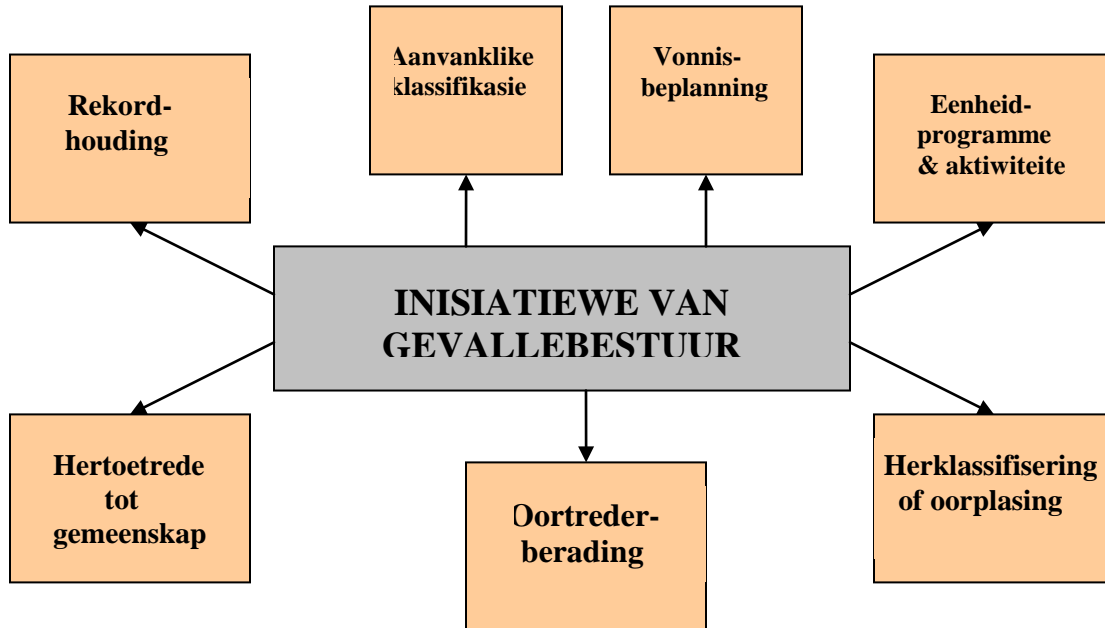 Rekord-
houding
Aanvanklike
klassifikasie
Vonnis-
beplanning
Eenheid-
programme
& aktiwiteite
INISIATIEWE VAN
GEVALLEBESTUUR
Hertoetrede
tot
gemeenskap
Oortreder-
berading
Herklassifisering
of oorplasing